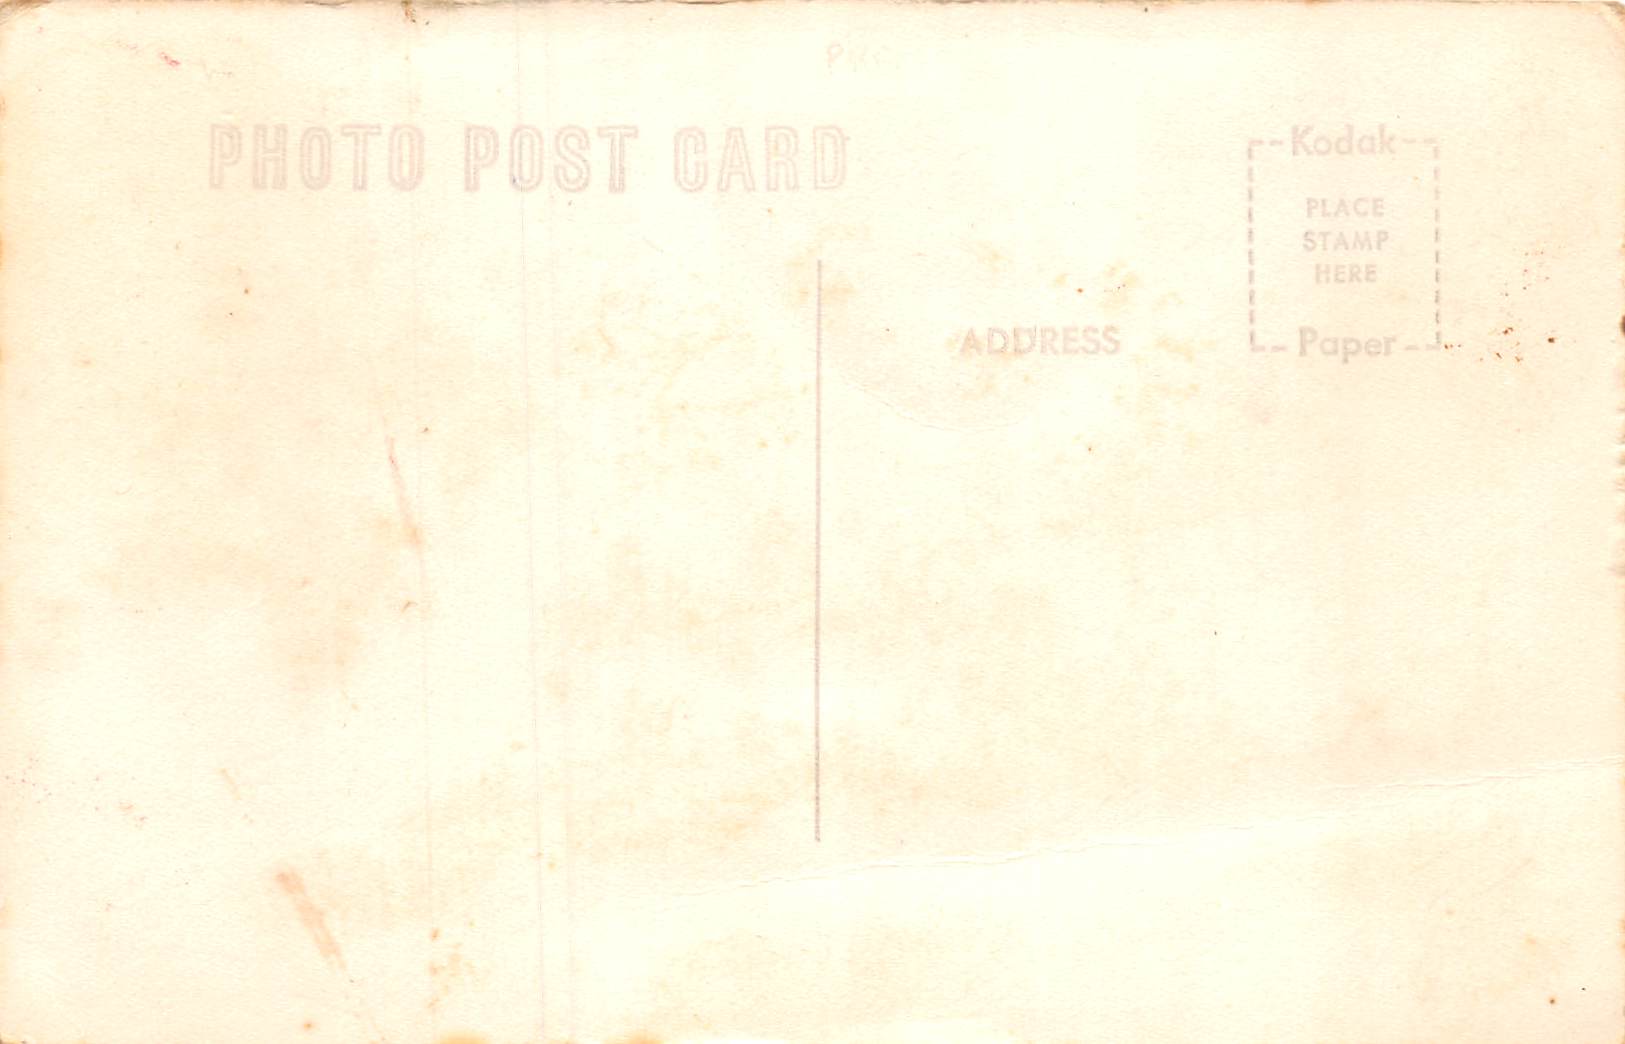 PHOTO POST CARD
Kodak
PLACE
STAMP
HERE
Paper
ADDRESS